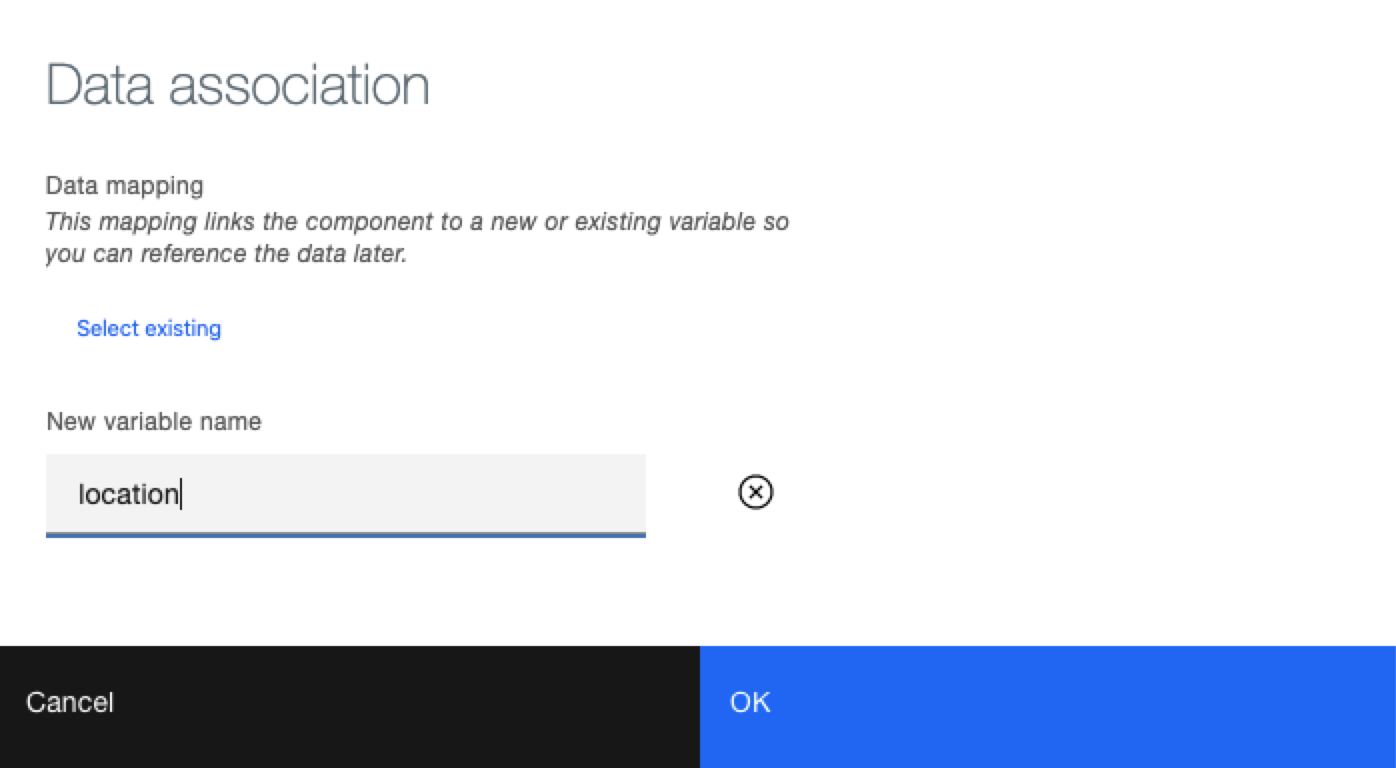 Data association
Data mapping
This mapping links the component to a new or existing variable so
you can reference the data later.
Select existing
New variable name
location
Cancel
OK